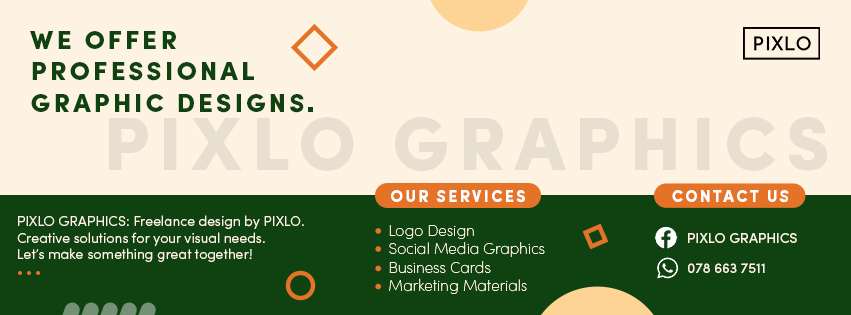 WE OFFER
PROFESSIONAL
GRAPHIC DESIGNS.
PIXLO
PIXLO GRAPHICS
PIXLO GRAPHICS: Freelance design by PIXLO.
Creative solutions for your visual needs.
Let's make something great together!
OUR SERVICES
Logo Design
Social Media Graphics
Business Cards
Marketing Materials
CONTACT US
PIXLO GRAPHICS
078 663 7511